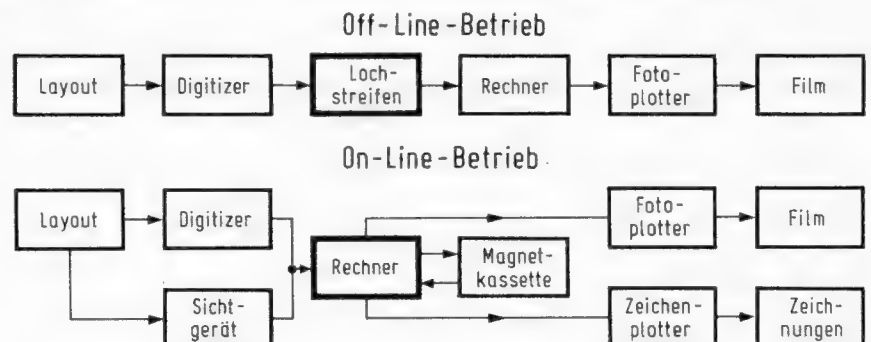 Off-Line-Betrieb
Layout
Digitizer
Loch-
streifen
Rechner
Foto-
plotter
Film
On-Line-Betrieb
Layout
Digitizer
Sicht-
gerät
Rechner
Magnet-
kassette
Foto-
plotter
Film
Zeichen-
plotter
Zeich-
nungen